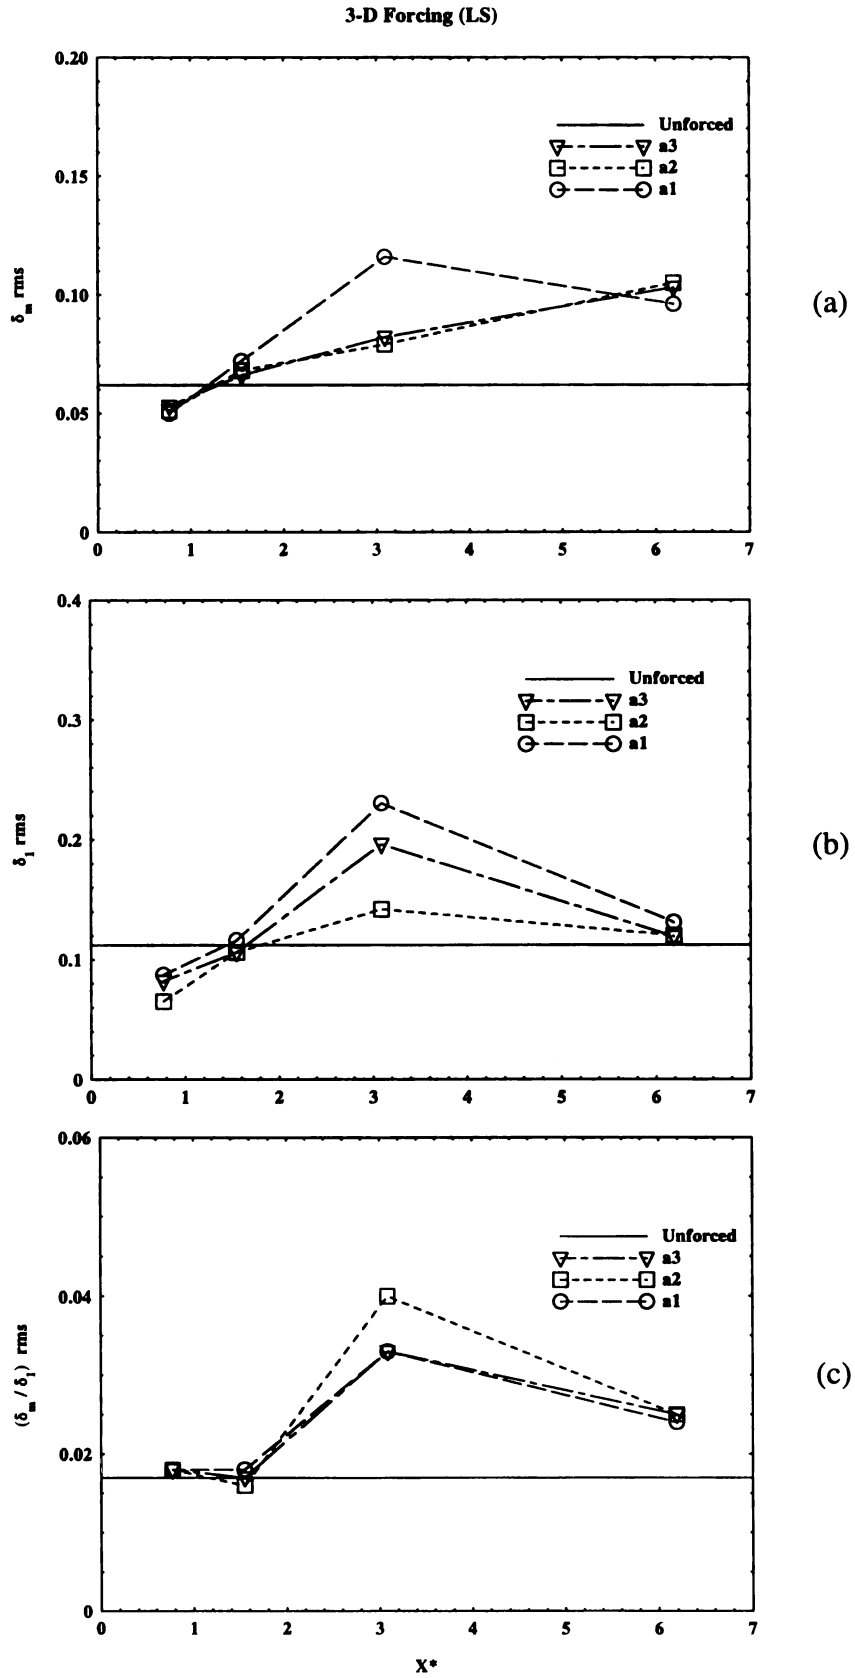 3-D Forcing (LS)
0.20
0.15
0.10
0.05
0
δm rms
Unforced
a3
a2
a1
(a)
0 1 2 3 4 5 6 7
0.4
0.3
0.2
0.1
0
δ1 rms
Unforced
a3
a2
a1
(b)
0 1 2 3 4 5 6 7
0.06
0.04
0.02
0
(δm / δ1) rms
Unforced
a3
a2
a1
(c)
0 1 2 3 4 5 6 7
X*